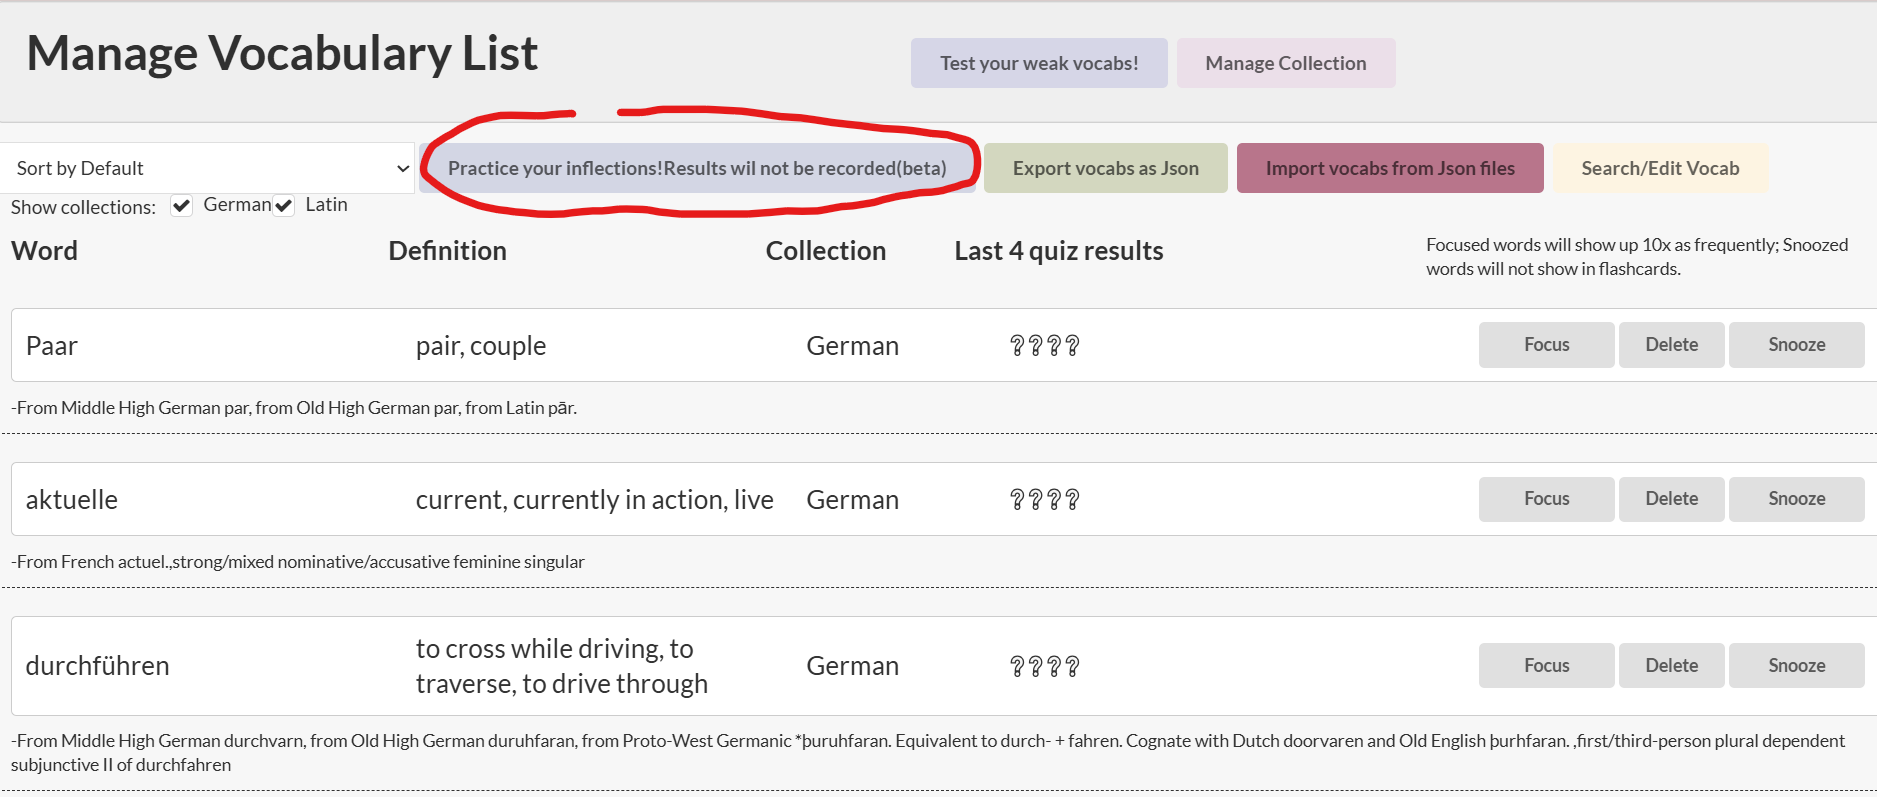 Manage Vocabulary List
Test your weak vocabs!
Manage Collection
Sort by Default
Practice your inflections!Results wil not be recorded(beta)
Export vocabs as Json
Import vocabs from Json files
Search/Edit Vocab
Show collections:
German
Latin
Word
Definition
Collection
Last 4 quiz results
Focused words will show up 10x as frequently; Snoozed
words will not show in flashcards.
Paar
pair, couple
German
????
Focus
Delete
Snooze
-From Middle High German par, from Old High German par, from Latin pār.
aktuelle
current, currently in action, live
German
????
Focus
Delete
Snooze
-From French actuel.,strong/mixed nominative/accusative feminine singular
durchführen
to cross while driving, to
traverse, to drive through
German
????
Focus
Delete
Snooze
-From Middle High German durchvarn, from Old High German duruhfaran, from Proto-West Germanic *þuruhfaran. Equivalent to durch- + fahren. Cognate with Dutch doorvaren and Old English þurhfaran. ,first/third-person plural dependent
subjunctive II of durchfahren